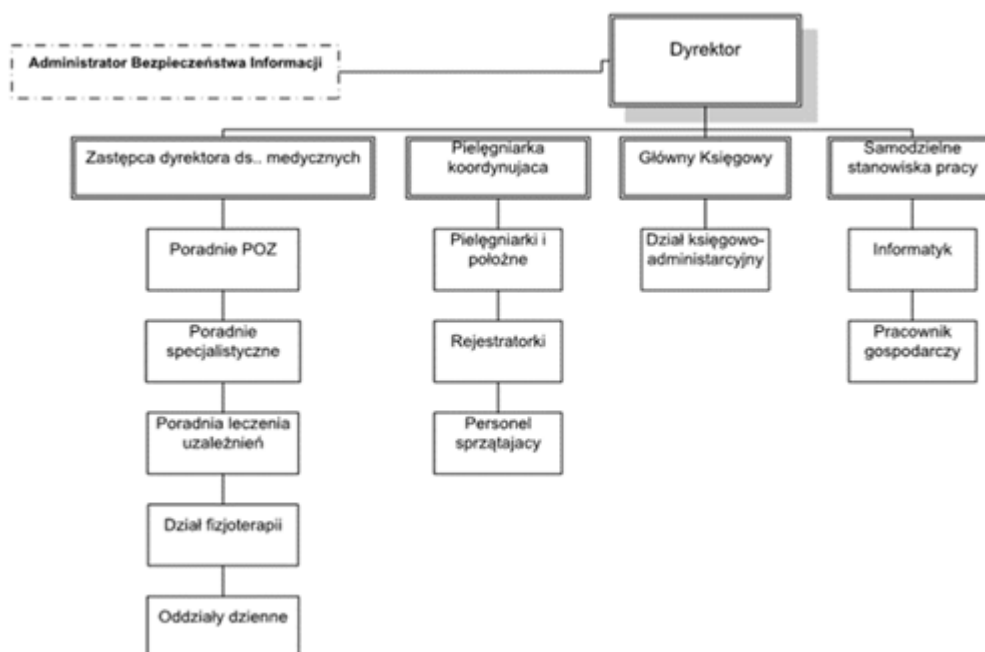 Dyrektor
Administrator Bezpieczeństwa Informacji
Zastępca dyrektora ds.. medycznych
Pielęgniarka
koordynujaca
Główny Księgowy
Samodzielne
stanowiska pracy
Poradnie POZ
Pielęgniarki i
położne
Dział księgowo-
administarcyjny
Informatyk
Poradnie
specjalistyczne
Rejestratorki
Pracownik
gospodarczy
Poradnia leczenia
uzależnień
Personel
sprzątajacy
Dział fizjoterapii
Oddziały dzienne